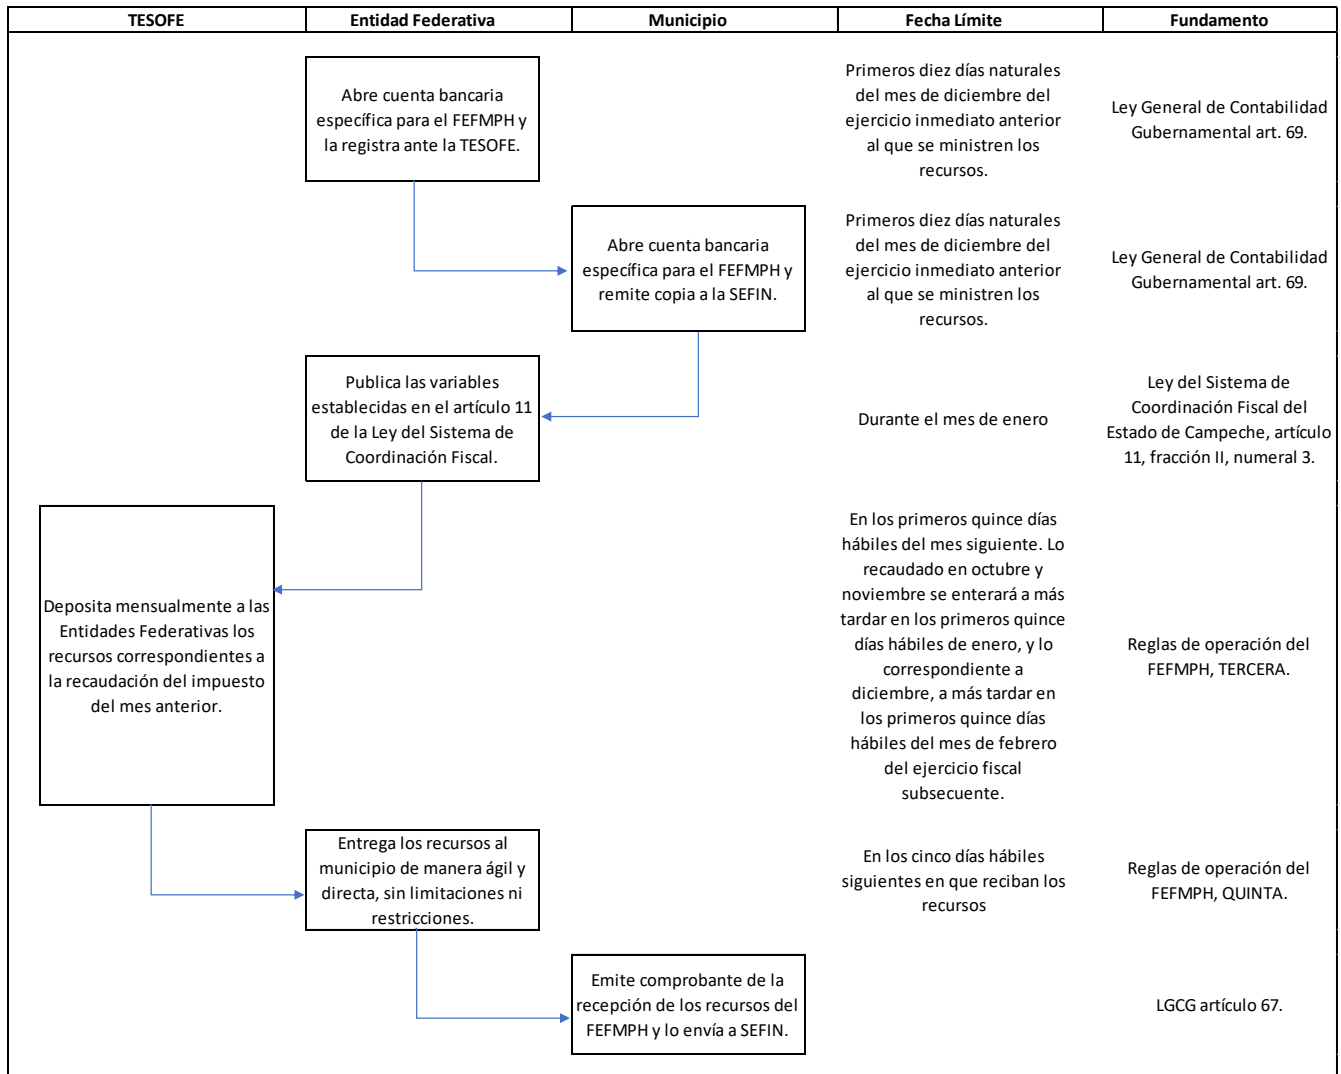 TESOFE
Entidad Federativa
Municipio
Fecha Límite
Fundamento
Abre cuenta bancaria
específica para el FEFMPH y
la registra ante la TESOFE.
Primeros diez días naturales
del mes de diciembre del
ejercicio inmediato anterior
al que se ministren los
recursos.
Ley General de Contabilidad
Gubernamental art. 69.
Abre cuenta bancaria
específica para el FEFMPH y
remite copia a la SEFIN.
Primeros diez días naturales
del mes de diciembre del
ejercicio inmediato anterior
al que se ministren los
recursos.
Ley General de Contabilidad
Gubernamental art. 69.
Publica las variables
establecidas en el artículo 11
de la Ley del Sistema de
Coordinación Fiscal.
Durante el mes de enero
Ley del Sistema de
Coordinación Fiscal del
Estado de Campeche, artículo
11, fracción II, numeral 3.
Deposita mensualmente a las
Entidades Federativas los
recursos correspondientes a
la recaudación del impuesto
del mes anterior.
En los primeros quince días
hábiles del mes siguiente. Lo
recaudado en octubre y
noviembre se enterará a más
tardar en los primeros quince
días hábiles de enero, y lo
correspondiente a
diciembre, a más tardar en
los primeros quince días
hábiles del mes de febrero
del ejercicio fiscal
subsecuente.
Reglas de operación del
FEFMPH, TERCERA.
Entrega los recursos al
municipio de manera ágil y
directa, sin limitaciones ni
restricciones.
En los cinco días hábiles
siguientes en que reciban los
recursos
Reglas de operación del
FEFMPH, QUINTA.
Emite comprobante de la
recepción de los recursos del
FEFMPH y lo envía a SEFIN.
LGCG artículo 67.